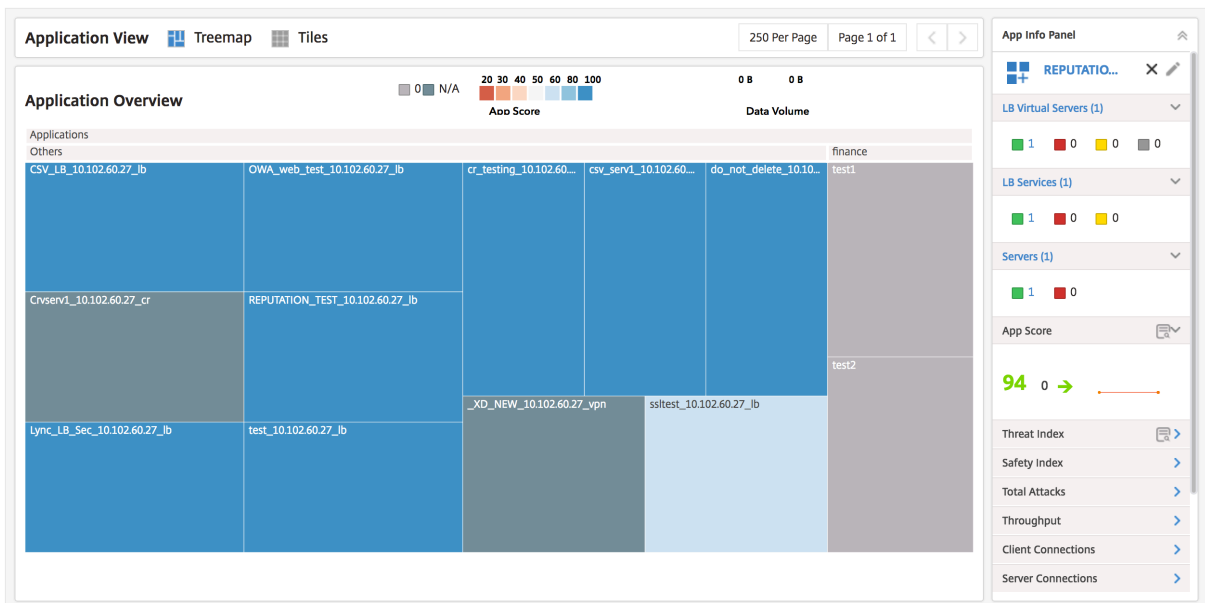 Application View Treemap Tiles 250 Per Page Page 1 of 1
Application Overview
0 N/A
20 30 40 50 60 80 100
App Score
0 B 0 B
Data Volume
Applications
Others finance
CSV_LB_10.102.60.27_lb OWA_web_test_10.102.60.27_lb cr_testing_10.102.60... csv_serv1_10.102.60... do_not_delete_10.10... test1
Crvserv1_10.102.60.27_cr REPUTATION_TEST_10.102.60.27_lb
test2
_XD_NEW_10.102.60.27_vpn ssltest_10.102.60.27_lb
Lync_LB_Sec_10.102.60.27_lb test_10.102.60.27_lb
App Info Panel
REPUTATIO...
LB Virtual Servers (1)
1 0 0 0
LB Services (1)
1 0 0
Servers (1)
1 0
App Score
94 0
Threat Index
Safety Index
Total Attacks
Throughput
Client Connections
Server Connections